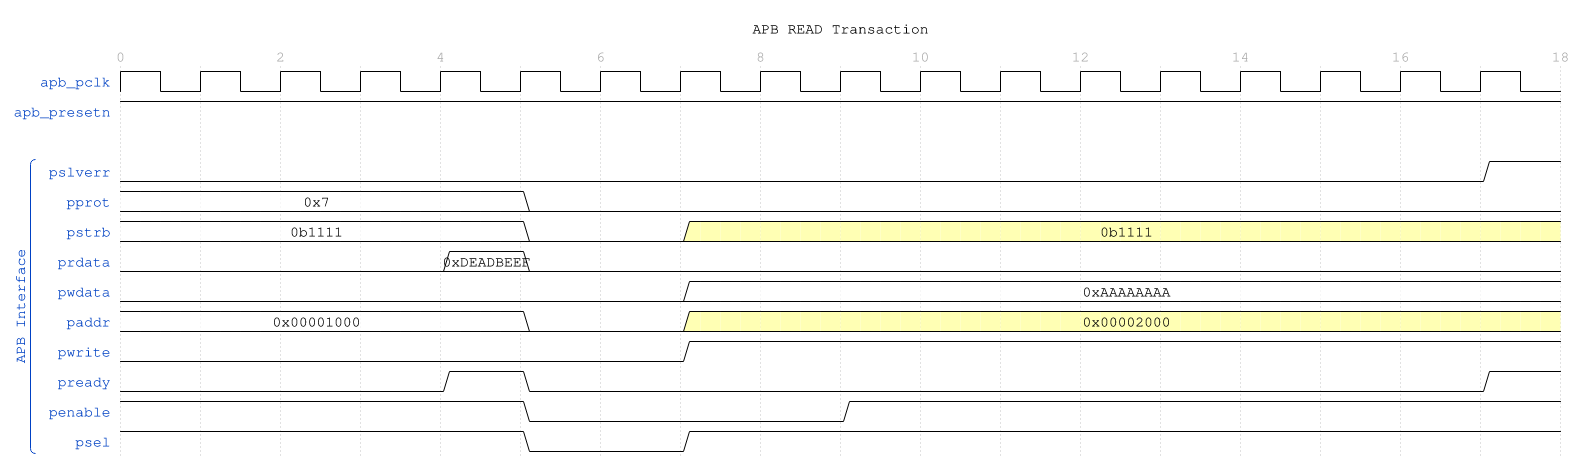 APB READ Transaction
0 2 4 6 8 10 12 14 16 18
apb_pclk
apb_presetn
pslverr
pprot 0x7
pstrb 0b1111 0b1111
prdata 0xDEADBEEF
pwdata 0xAAAAAAAA
paddr 0x00001000 0x00002000
pwrite
pready
penable
psel
APB Interface